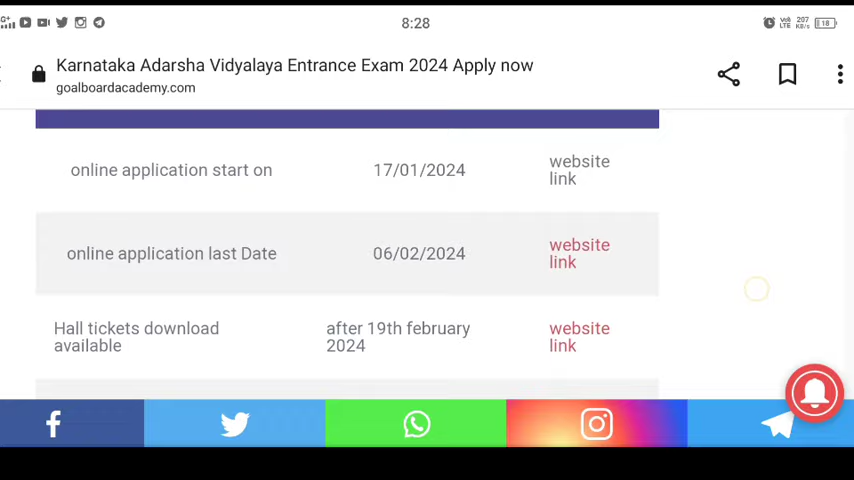 8:28
18
Karnataka Adarsha Vidyalaya Entrance Exam 2024 Apply now
goalboardacademy.com
online application start on 17/01/2024 website link
online application last Date 06/02/2024 website link
Hall tickets download available after 19th february 2024 website link